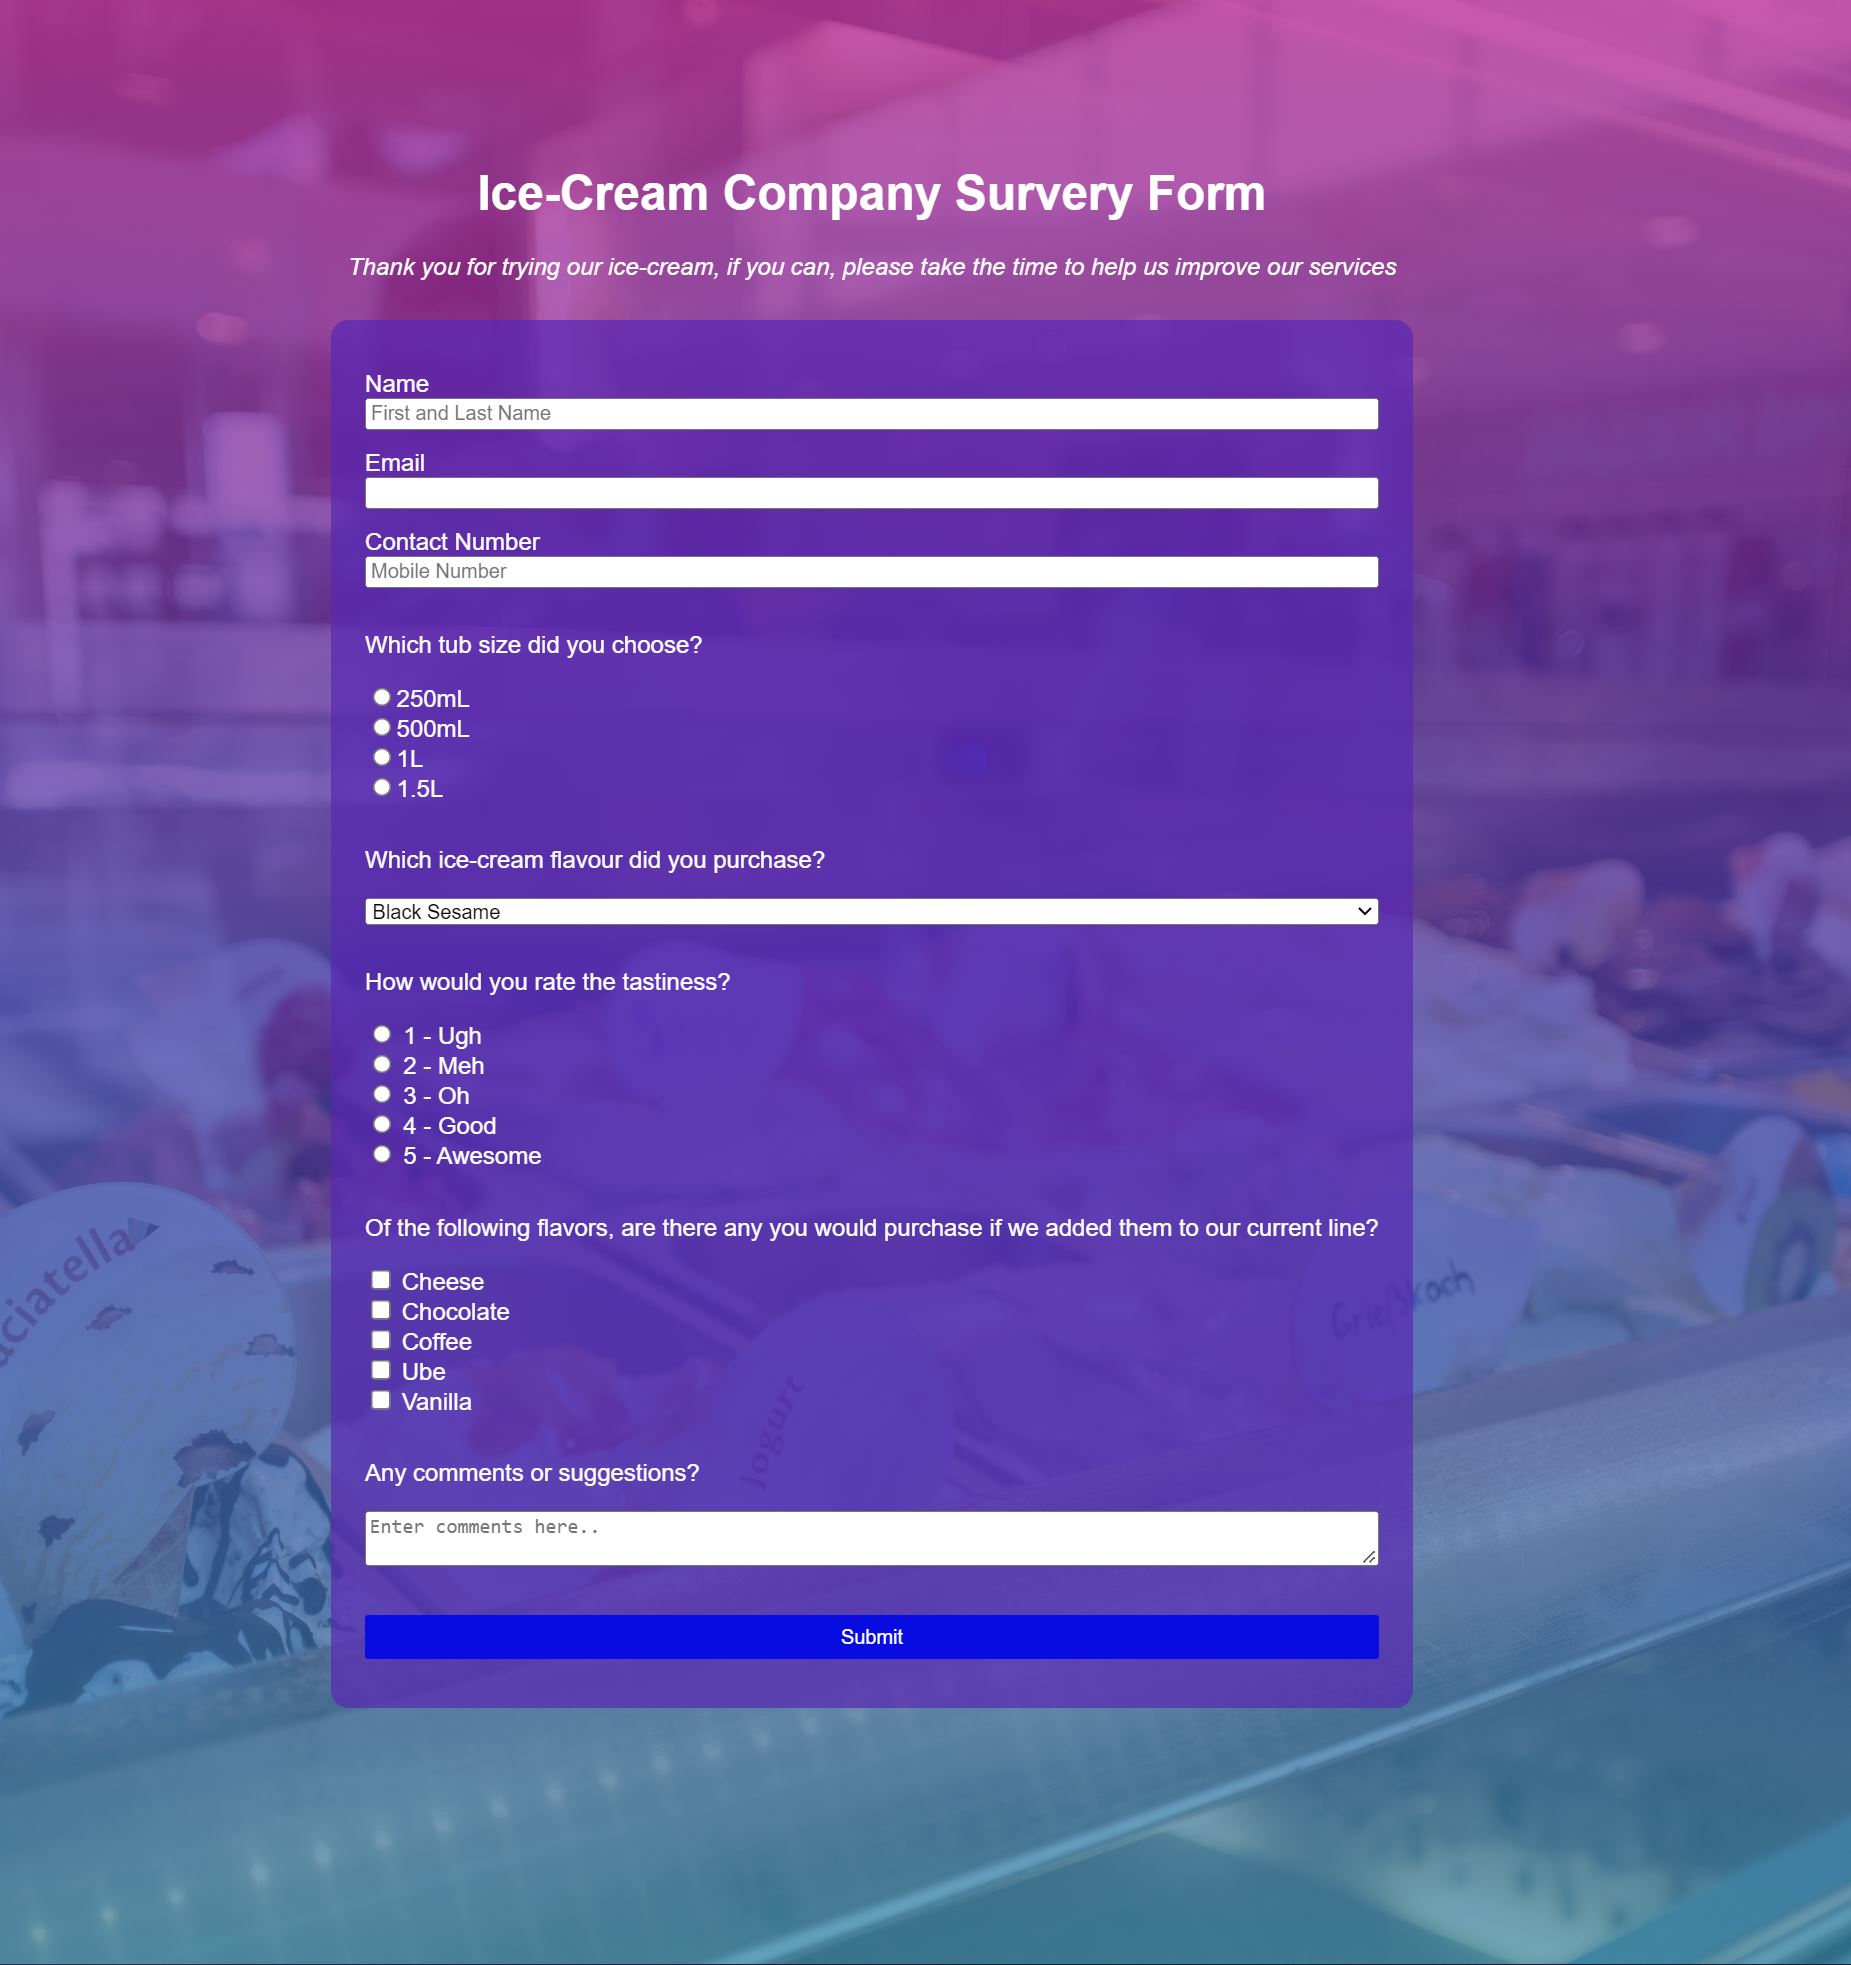 Ice-Cream Company Survery Form
Thank you for trying our ice-cream, if you can, please take the time to help us improve our services
Name
First and Last Name
Email
Contact Number
Mobile Number
Which tub size did you choose?
250mL
500mL
1L
1.5L
Which ice-cream flavour did you purchase?
Black Sesame
How would you rate the tastiness?
1 - Ugh
2 - Meh
3 - Oh
4 - Good
5 - Awesome
Of the following flavors, are there any you would purchase if we added them to our current line?
Cheese
Chocolate
Coffee
Ube
Vanilla
aciatella
Grießkoch
Jogurt
Any comments or suggestions?
Enter comments here..
Submit